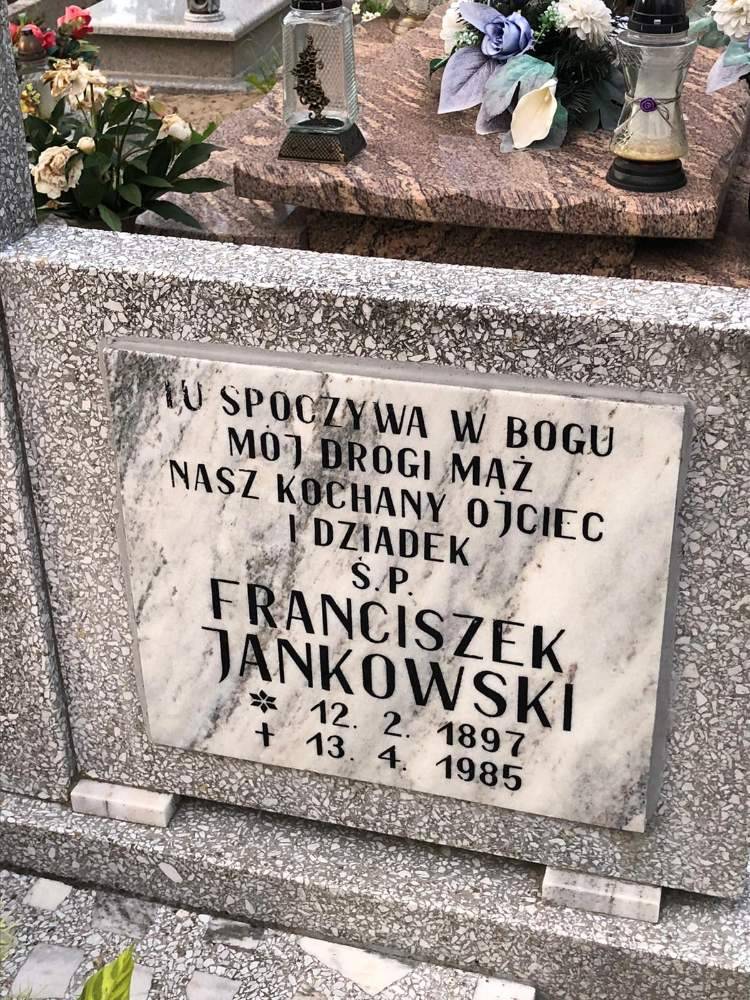 TU SPOCZYWA W BOGU
MÓJ DROGI MĄŻ
NASZ KOCHANY OJCIEC
I DZIADEK
Ś.P.
FRANCISZEK
JANKOWSKI
12. 2. 1897
13. 4. 1985